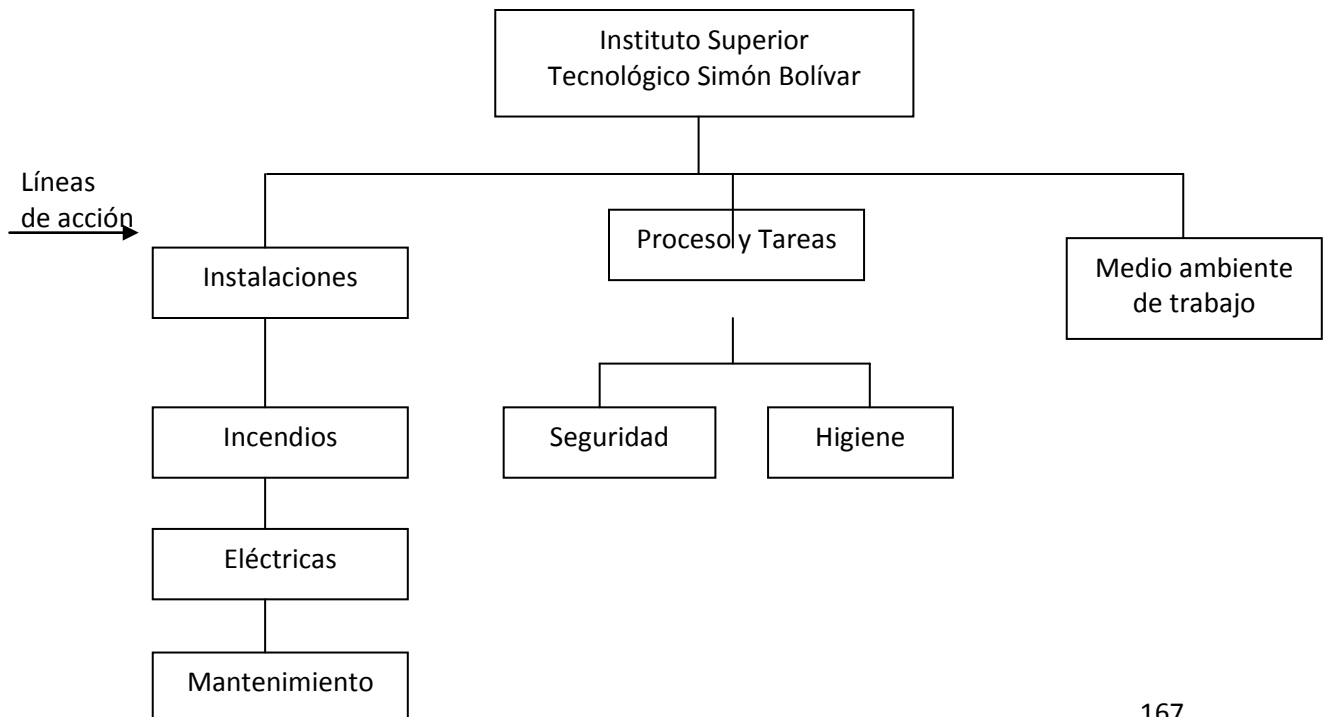 Instituto Superior
Tecnológico Simón Bolívar
Líneas
de acción
Instalaciones
Proceso y Tareas
Medio ambiente
de trabajo
Incendios
Seguridad
Higiene
Eléctricas
Mantenimiento
167